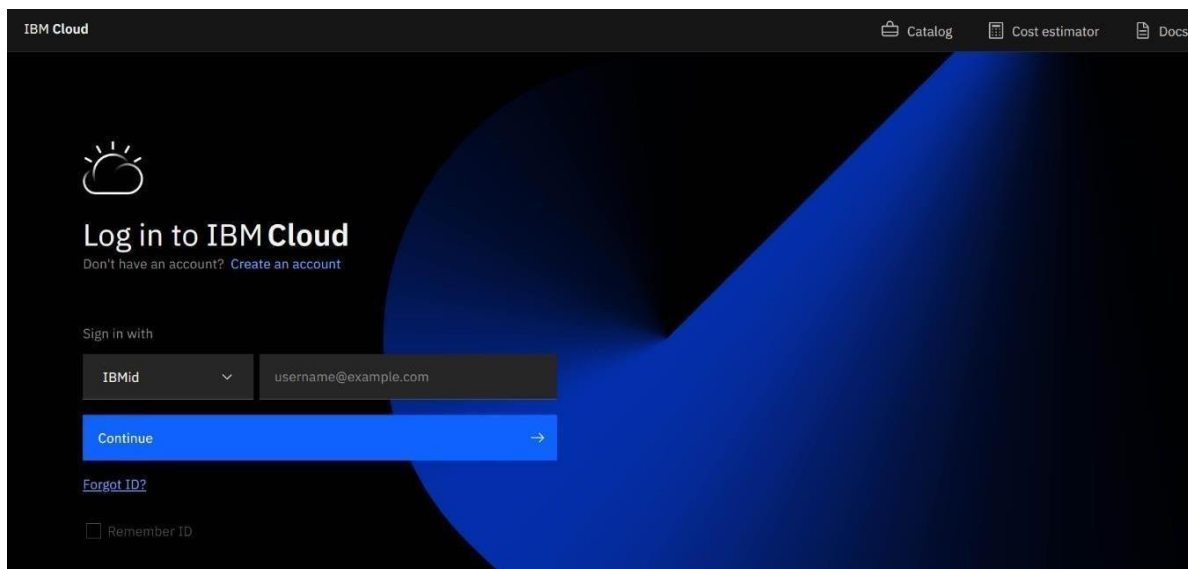 IBM Cloud
Catalog
Cost estimator
Docs
Log in to IBM Cloud
Don't have an account? Create an account
Sign in with
IBMid
username@example.com
Continue
Forgot ID?
Remember ID